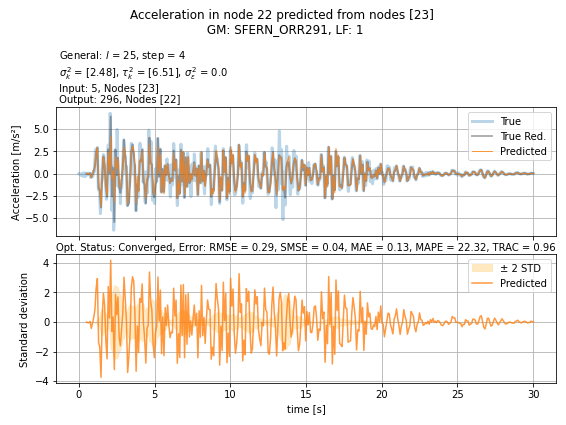 Acceleration in node 22 predicted from nodes [23]
GM: SFERN_ORR291, LF: 1
General: l = 25, step = 4
σ²ₖ = [2.48], τ²ₖ = [6.51], σ²ε = 0.0
Input: 5, Nodes [23]
Output: 296, Nodes [22]
Acceleration [m/s²]
5.0
2.5
0.0
−2.5
−5.0
True
True Red.
Predicted
Opt. Status: Converged, Error: RMSE = 0.29, SMSE = 0.04, MAE = 0.13, MAPE = 22.32, TRAC = 0.96
Standard deviation
4
2
0
−2
−4
± 2 STD
Predicted
0 5 10 15 20 25 30
time [s]